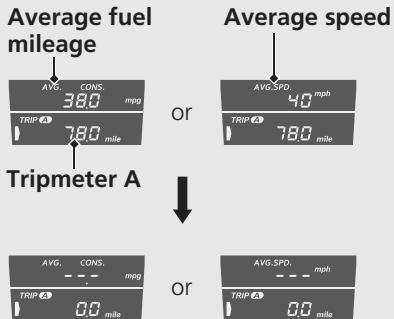 Average fuel mileage
Average speed
AVG. CONS.
38.0 mpg
TRIP A
78.0 mile
or
AVG.SPD.
40 mph
TRIP A
78.0 mile
Tripmeter A
AVG. CONS.
--.- mpg
TRIP A
0.0 mile
or
AVG.SPD.
--- mph
TRIP A
0.0 mile